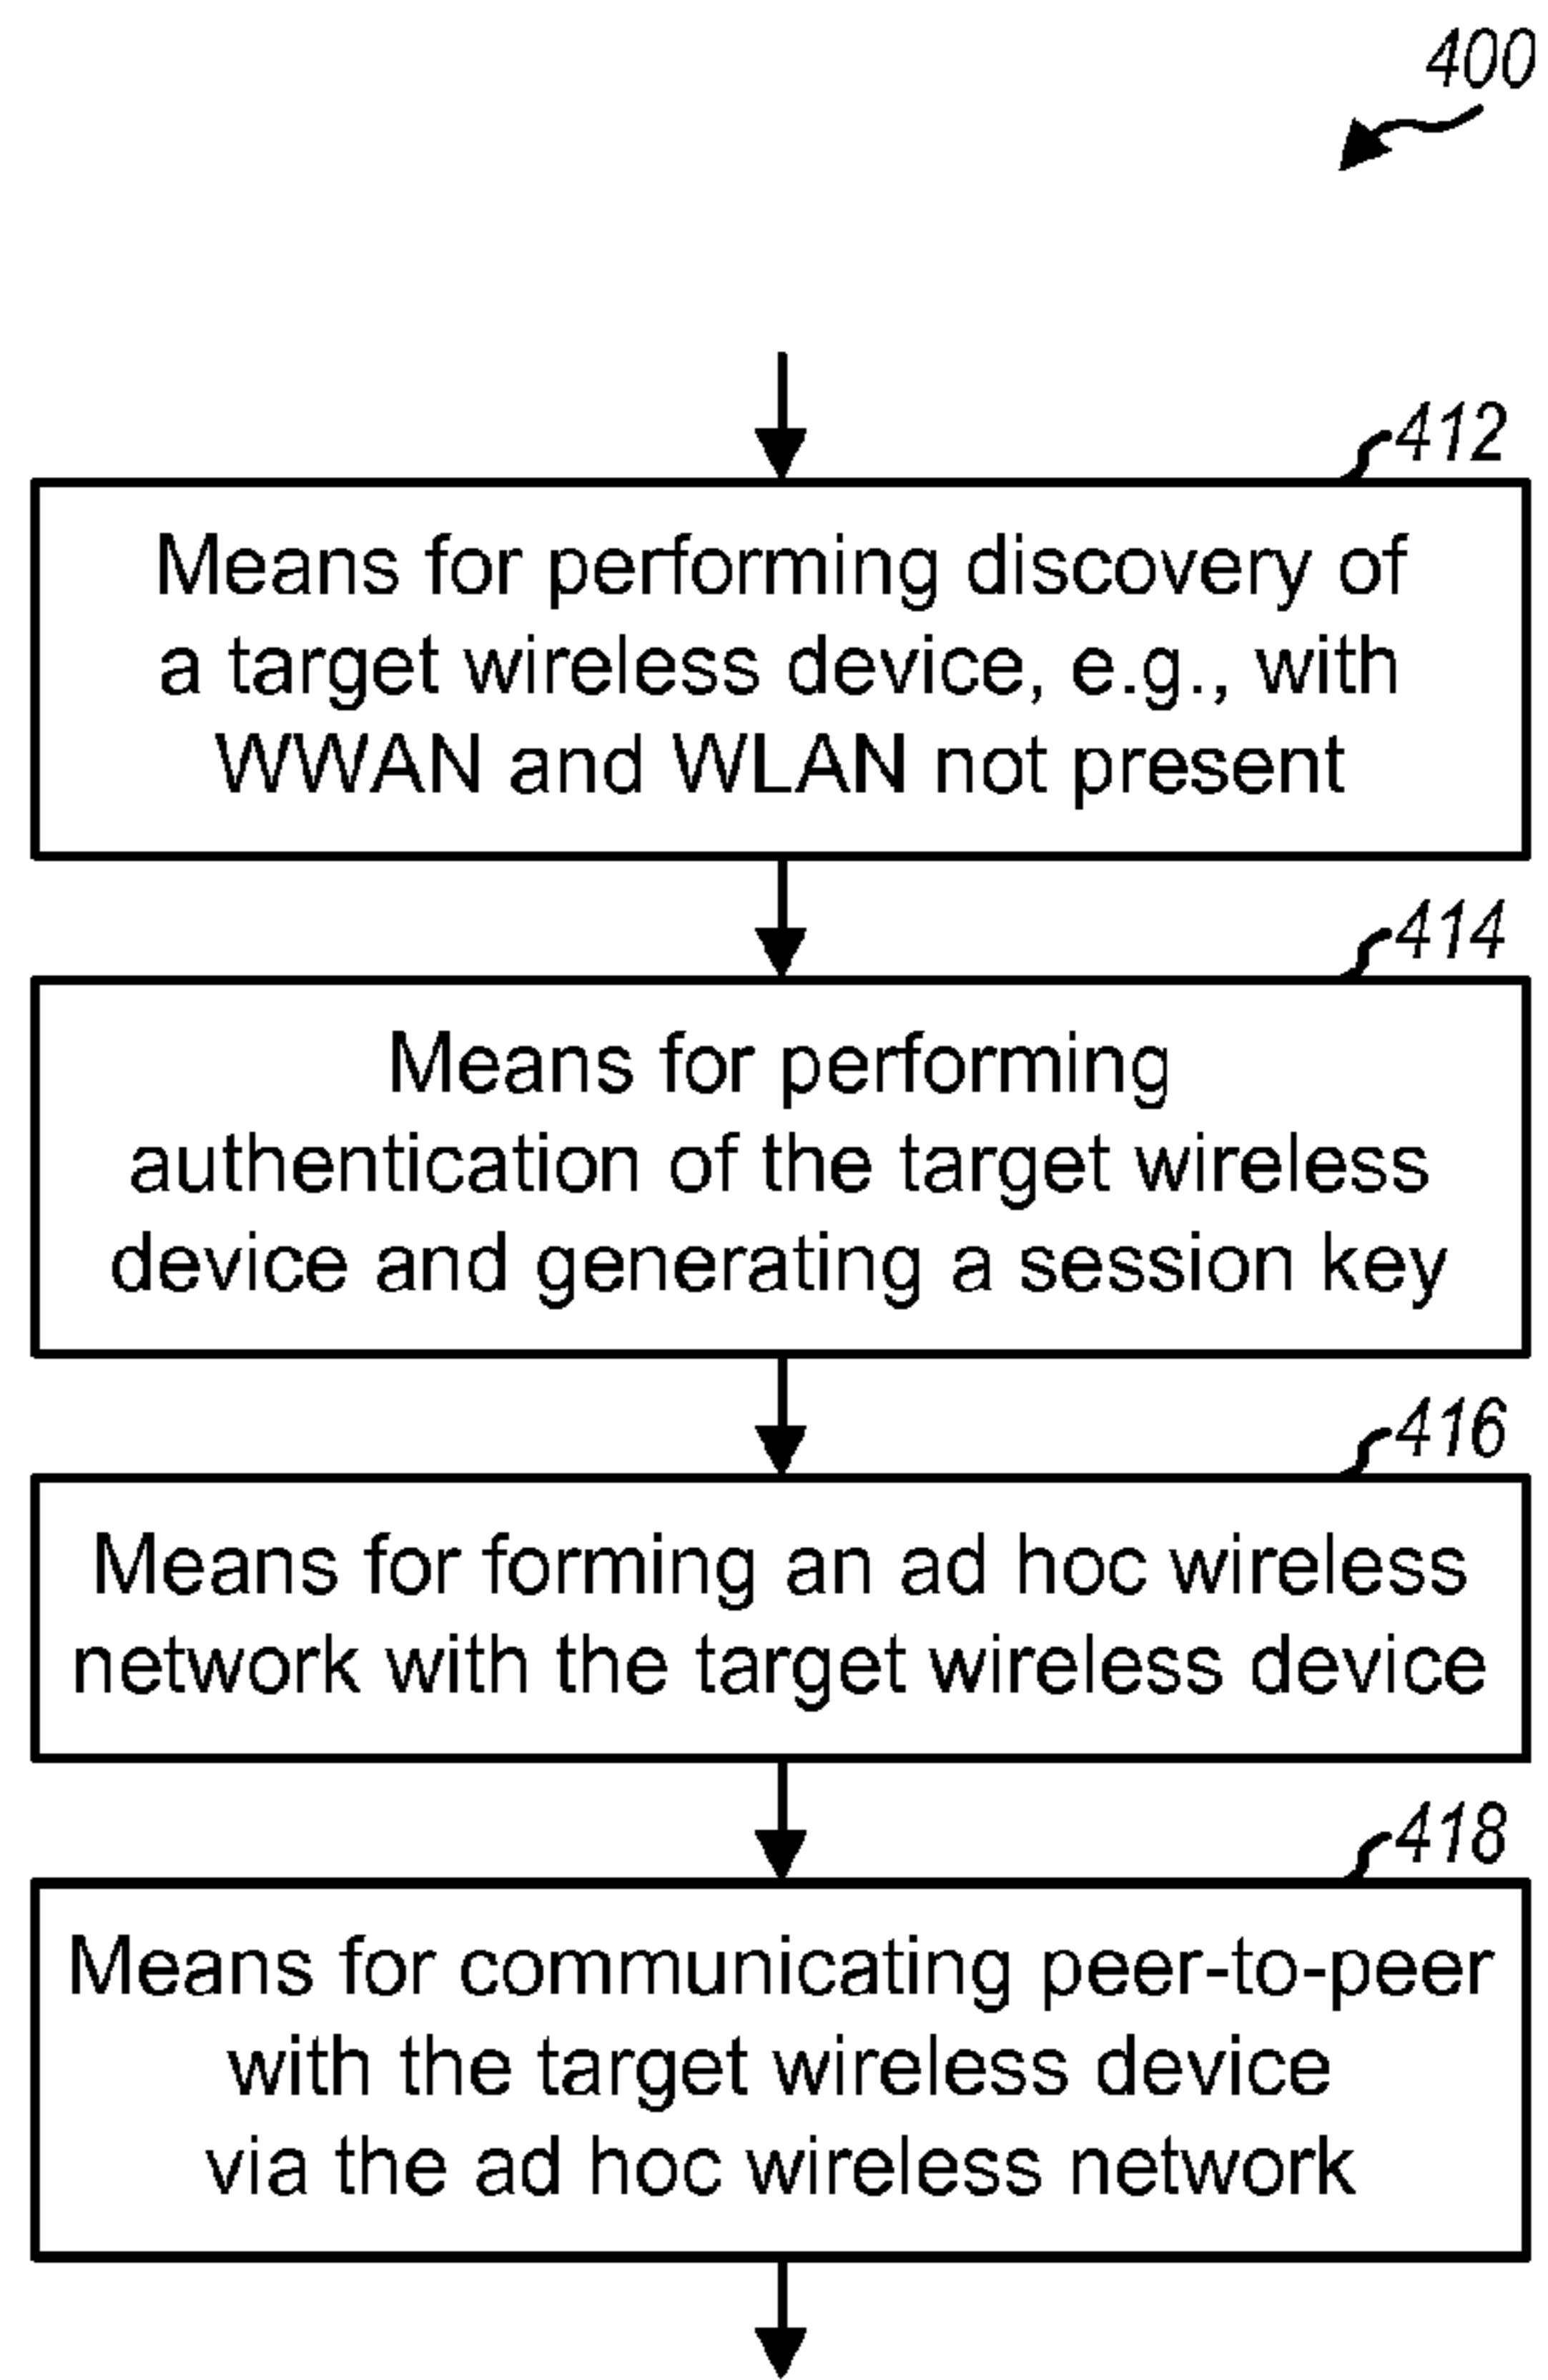 400
412
Means for performing discovery of
a target wireless device, e.g., with
WWAN and WLAN not present
414
Means for performing
authentication of the target wireless
device and generating a session key
416
Means for forming an ad hoc wireless
network with the target wireless device
418
Means for communicating peer-to-peer
with the target wireless device
via the ad hoc wireless network